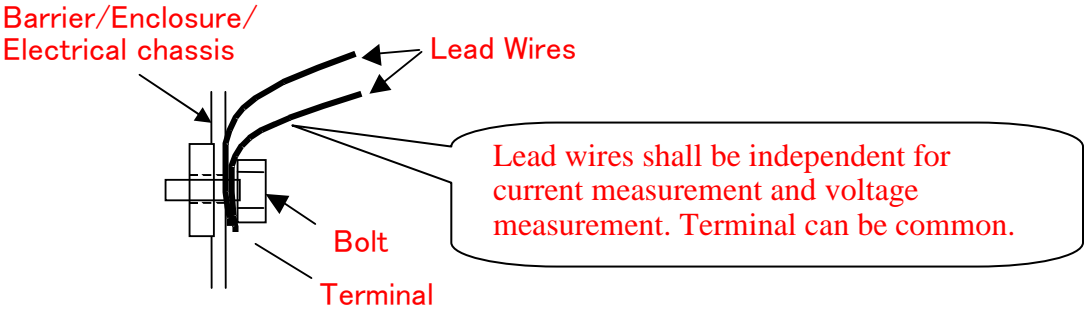 Barrier/Enclosure/
Electrical chassis
Lead Wires
Lead wires shall be independent for
current measurement and voltage
measurement. Terminal can be common.
Bolt
Terminal